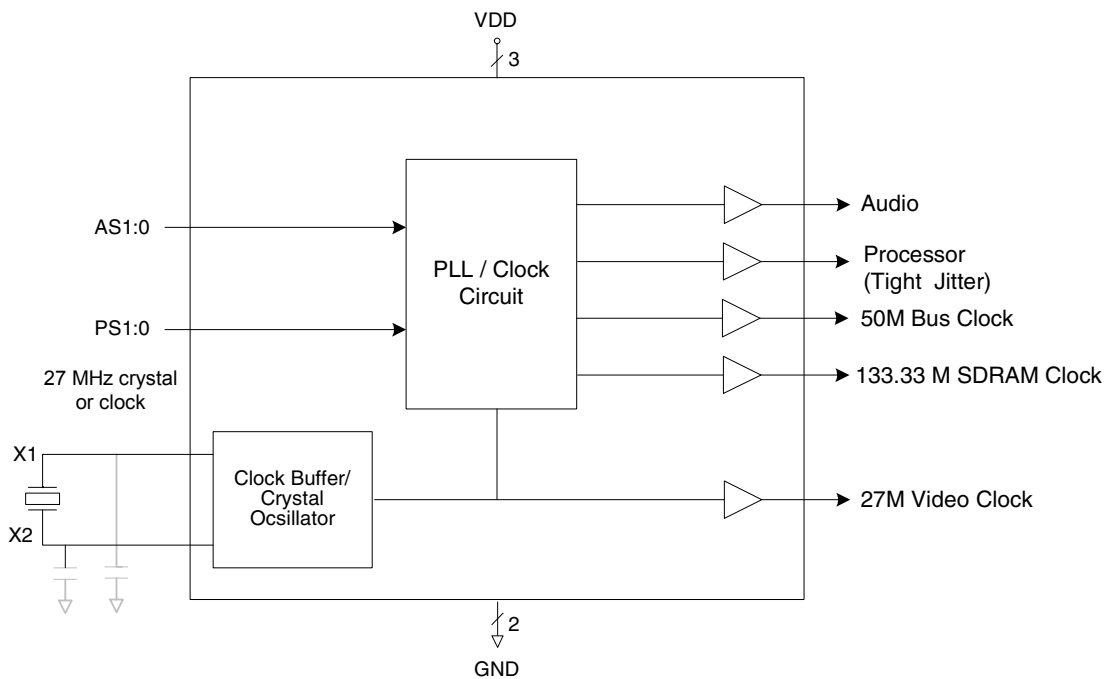 VDD
3
AS1:0
PS1:0
27 MHz crystal
or clock
X1
X2
PLL / Clock
Circuit
Clock Buffer/
Crystal
Ocsillator
Audio
Processor
(Tight Jitter)
50M Bus Clock
133.33 M SDRAM Clock
27M Video Clock
2
GND